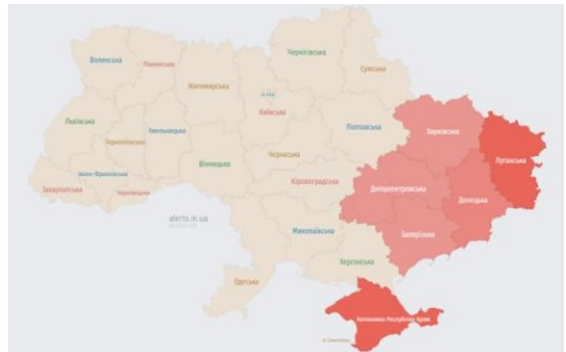 Чернігівська
Волинська
Рівненська
Сумська
Житомирська
м. Київ
Київська
Львівська
Полтавська
Харківська
Тернопільська
Хмельницька
Луганська
Черкаська
Вінницька
Івано-Франківська
Закарпатська
Чернівецька
Кіровоградська
Дніпропетровська
Донецька
alerts.in.ua
Миколаївська
Запорізька
Херсонська
Одеська
Автономна Республіка Крим